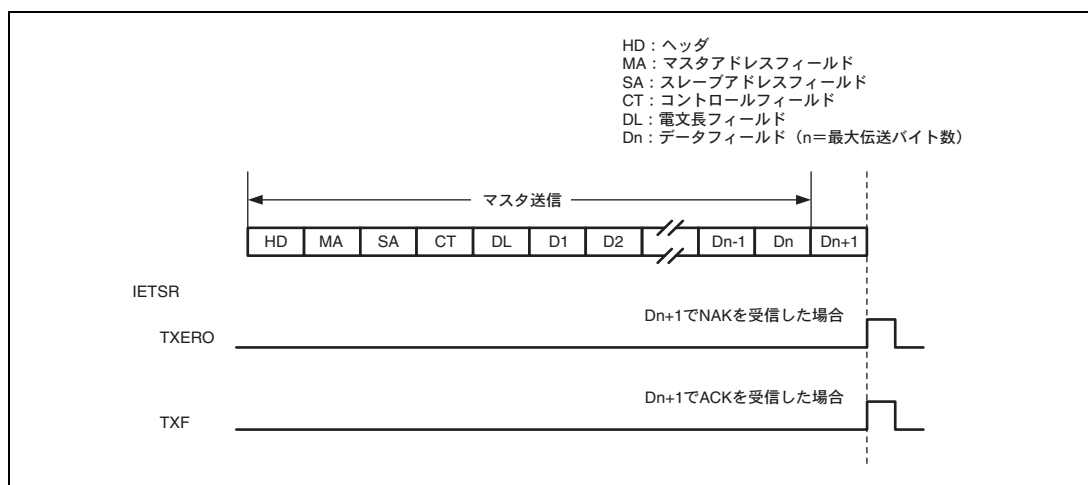 HD：ヘッダ
MA：マスタアドレスフィールド
SA：スレーブアドレスフィールド
CT：コントロールフィールド
DL：電文長フィールド
Dn：データフィールド（n＝最大伝送バイト数）
マスタ送信
HD MA SA CT DL D1 D2 Dn-1 Dn Dn+1
IETSR
Dn+1でNAKを受信した場合
TXERO
Dn+1でACKを受信した場合
TXF